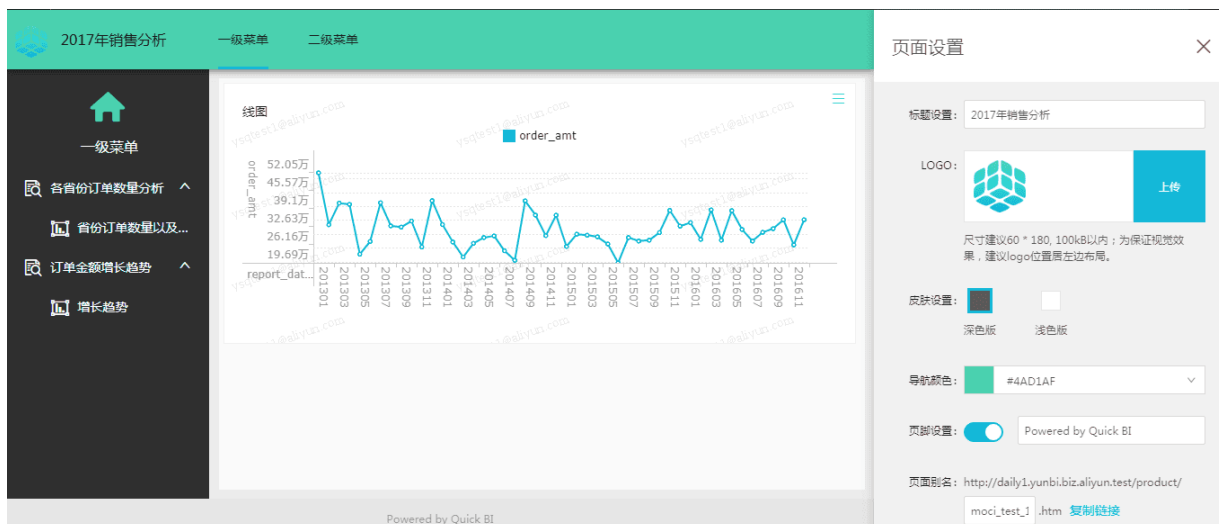 2017年销售分析
一级菜单
二级菜单
一级菜单
各省份订单数量分析
省份订单数量以及...
订单金额增长趋势
增长趋势
线图
order_amt
order_amt
52.05万
45.57万
39.1万
32.63万
26.16万
19.69万
report_dat...
201301
201303
201305
201307
201309
201311
201401
201403
201405
201407
201409
201411
201501
201503
201505
201507
201509
201511
201601
201603
201605
201607
201609
201611
ysqtest1@aliyun.com
ysqtest1@aliyun.com
ysqtest1@aliyun.com
Powered by Quick BI
页面设置
标题设置：
2017年销售分析
LOGO：
上传
尺寸建议60 * 180, 100kB以内；为保证视觉效
果，建议logo位置居左边布局。
皮肤设置：
深色版
浅色版
导航颜色：
#4AD1AF
页脚设置：
Powered by Quick BI
页面别名：
http://daily1.yunbi.biz.aliyun.test/product/
moci_test_1 .htm 复制链接